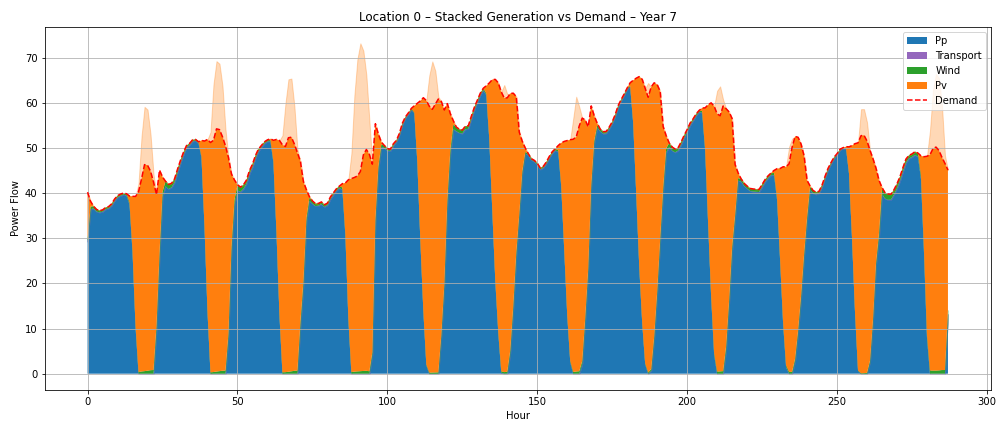 Location 0 – Stacked Generation vs Demand – Year 7
Pp
Transport
Wind
Pv
Demand
Power Flow
70
60
50
40
30
20
10
0
0 50 100 150 200 250 300
Hour